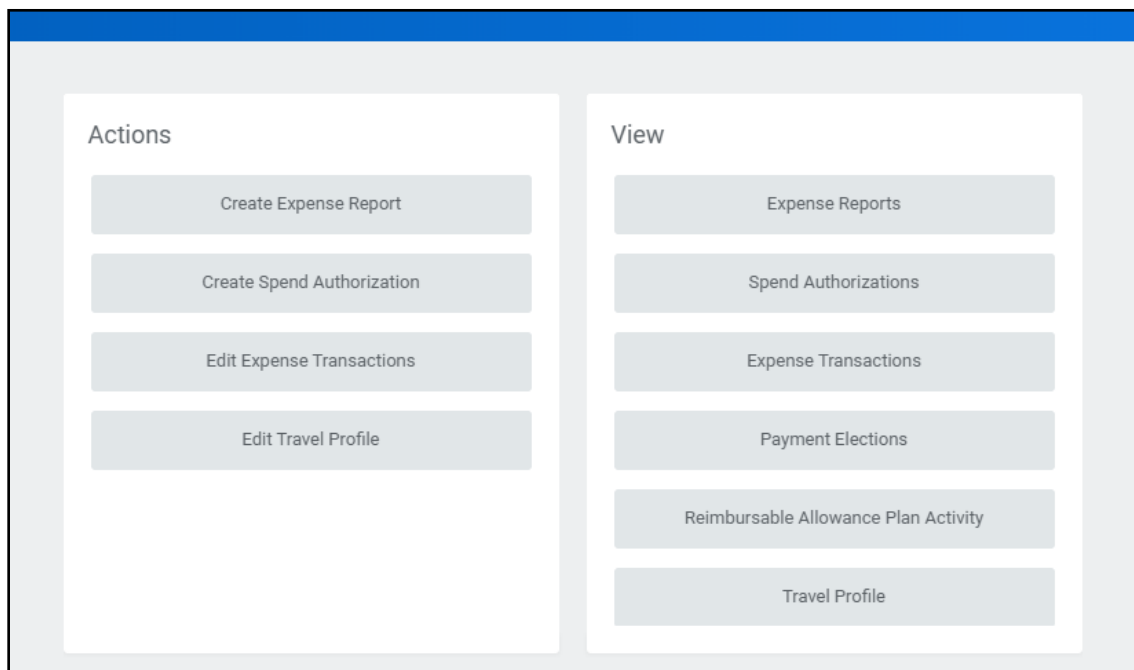 Actions
Create Expense Report
Create Spend Authorization
Edit Expense Transactions
Edit Travel Profile
View
Expense Reports
Spend Authorizations
Expense Transactions
Payment Elections
Reimbursable Allowance Plan Activity
Travel Profile